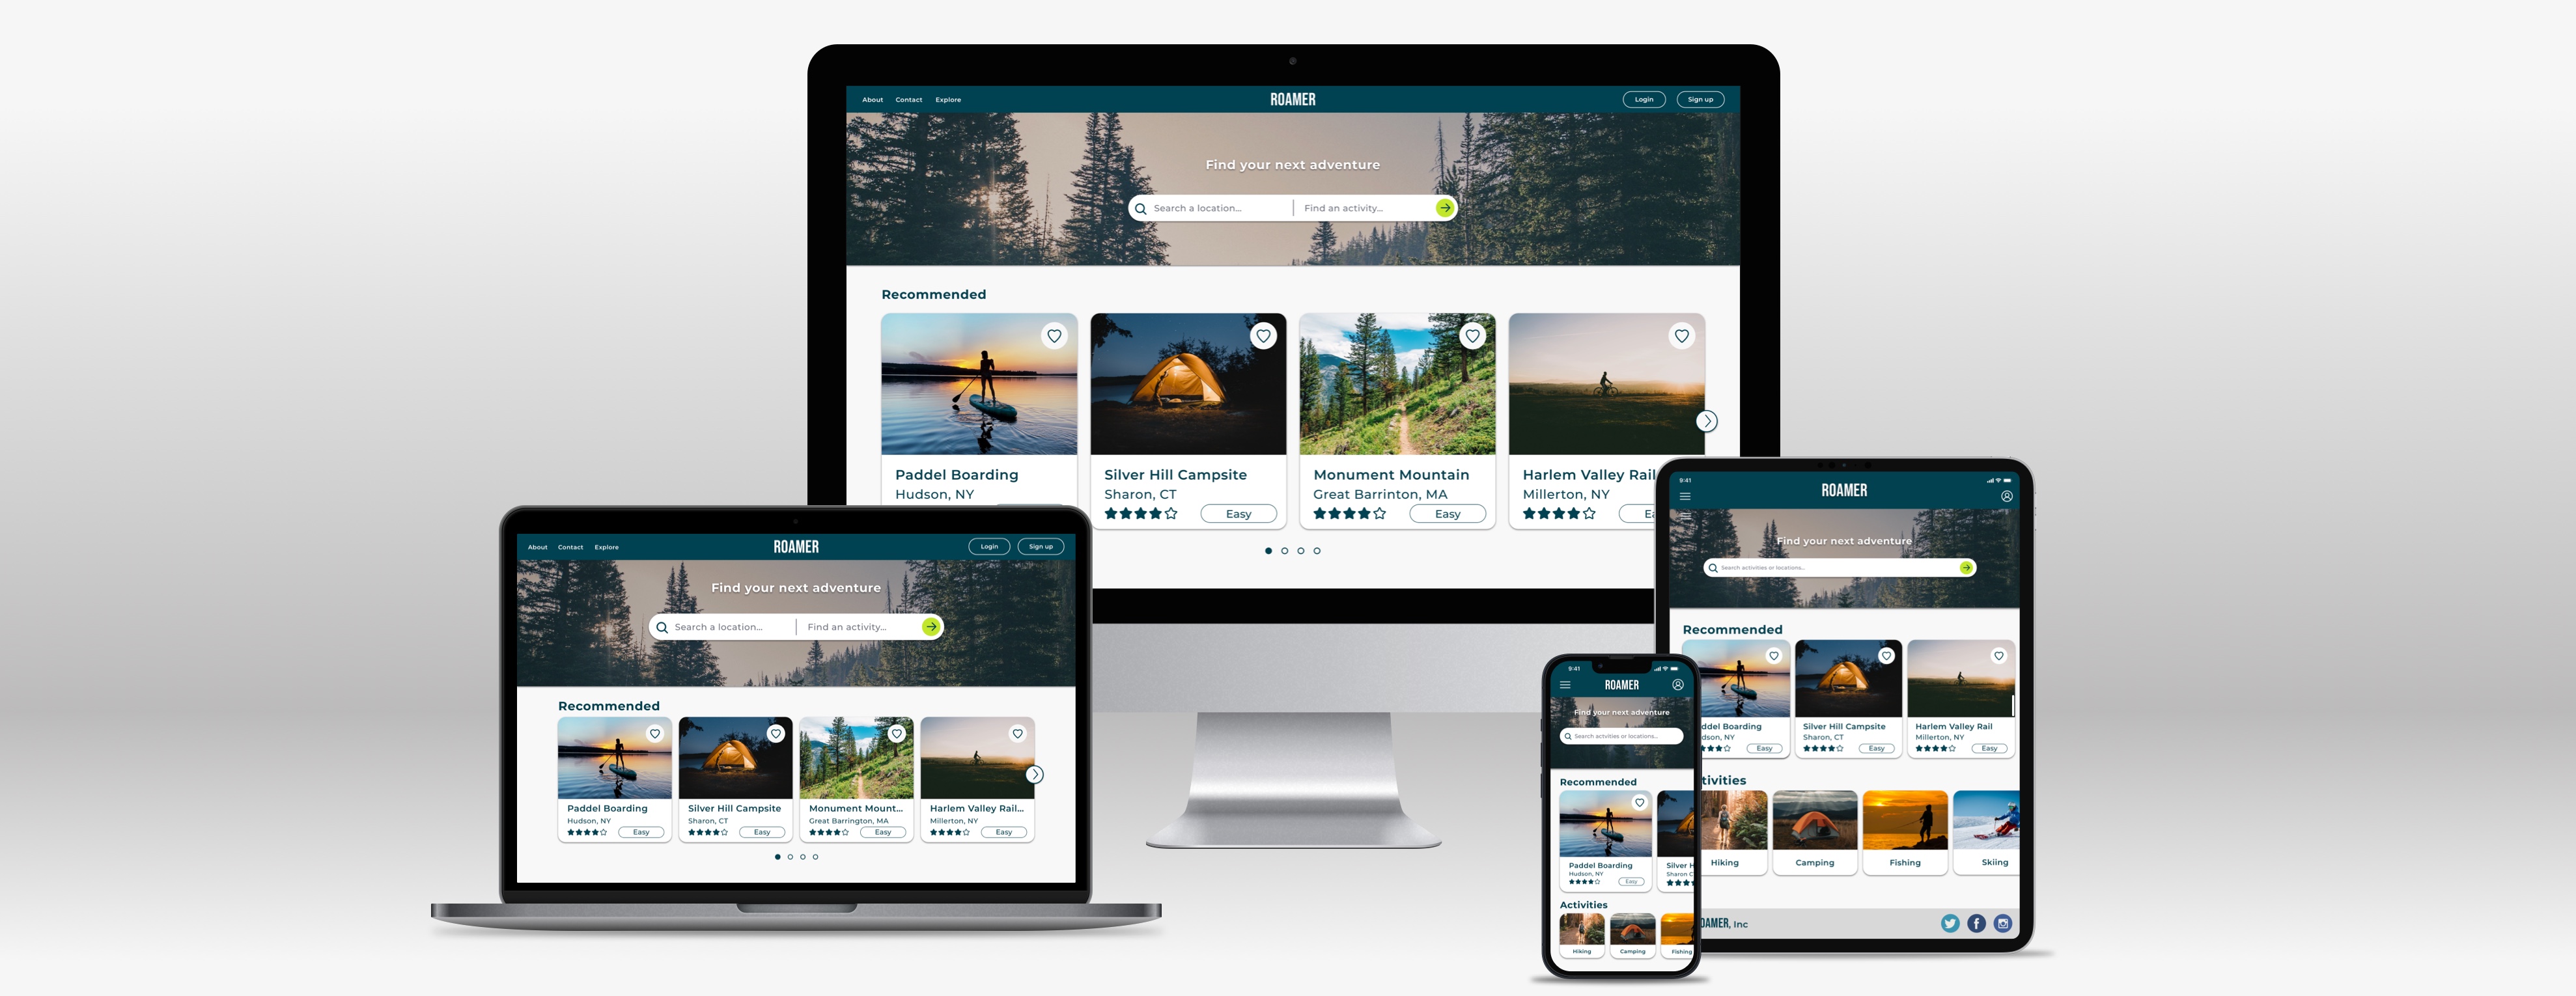 About Contact Explore ROAMER Login Sign up
Find your next adventure
Search a location... Find an activity...
Recommended
Paddel Boarding
Hudson, NY
Silver Hill Campsite
Sharon, CT
Easy
Monument Mountain
Great Barrinton, MA
Easy
Harlem Valley Rail
Millerton, NY
Ea
About Contact Explore ROAMER Login Sign up
Find your next adventure
Search a location... Find an activity...
Recommended
Paddel Boarding
Hudson, NY
Easy
Silver Hill Campsite
Sharon, CT
Easy
Monument Mount...
Great Barrington, MA
Easy
Harlem Valley Rail...
Millerton, NY
Easy
9:41
ROAMER
Find your next adventure
Search activities or locations...
Recommended
Paddel Boarding
Hudson, NY
Easy
Silver H
Sharon C
Activities
Hiking
Camping
Fishing
9:41
ROAMER
Find your next adventure
Search activities or locations...
Recommended
ddel Boarding
dson, NY
Easy
Silver Hill Campsite
Sharon, CT
Easy
Harlem Valley Rail
Millerton, NY
Easy
tivities
Hiking
Camping
Fishing
Skiing
OAMER, Inc